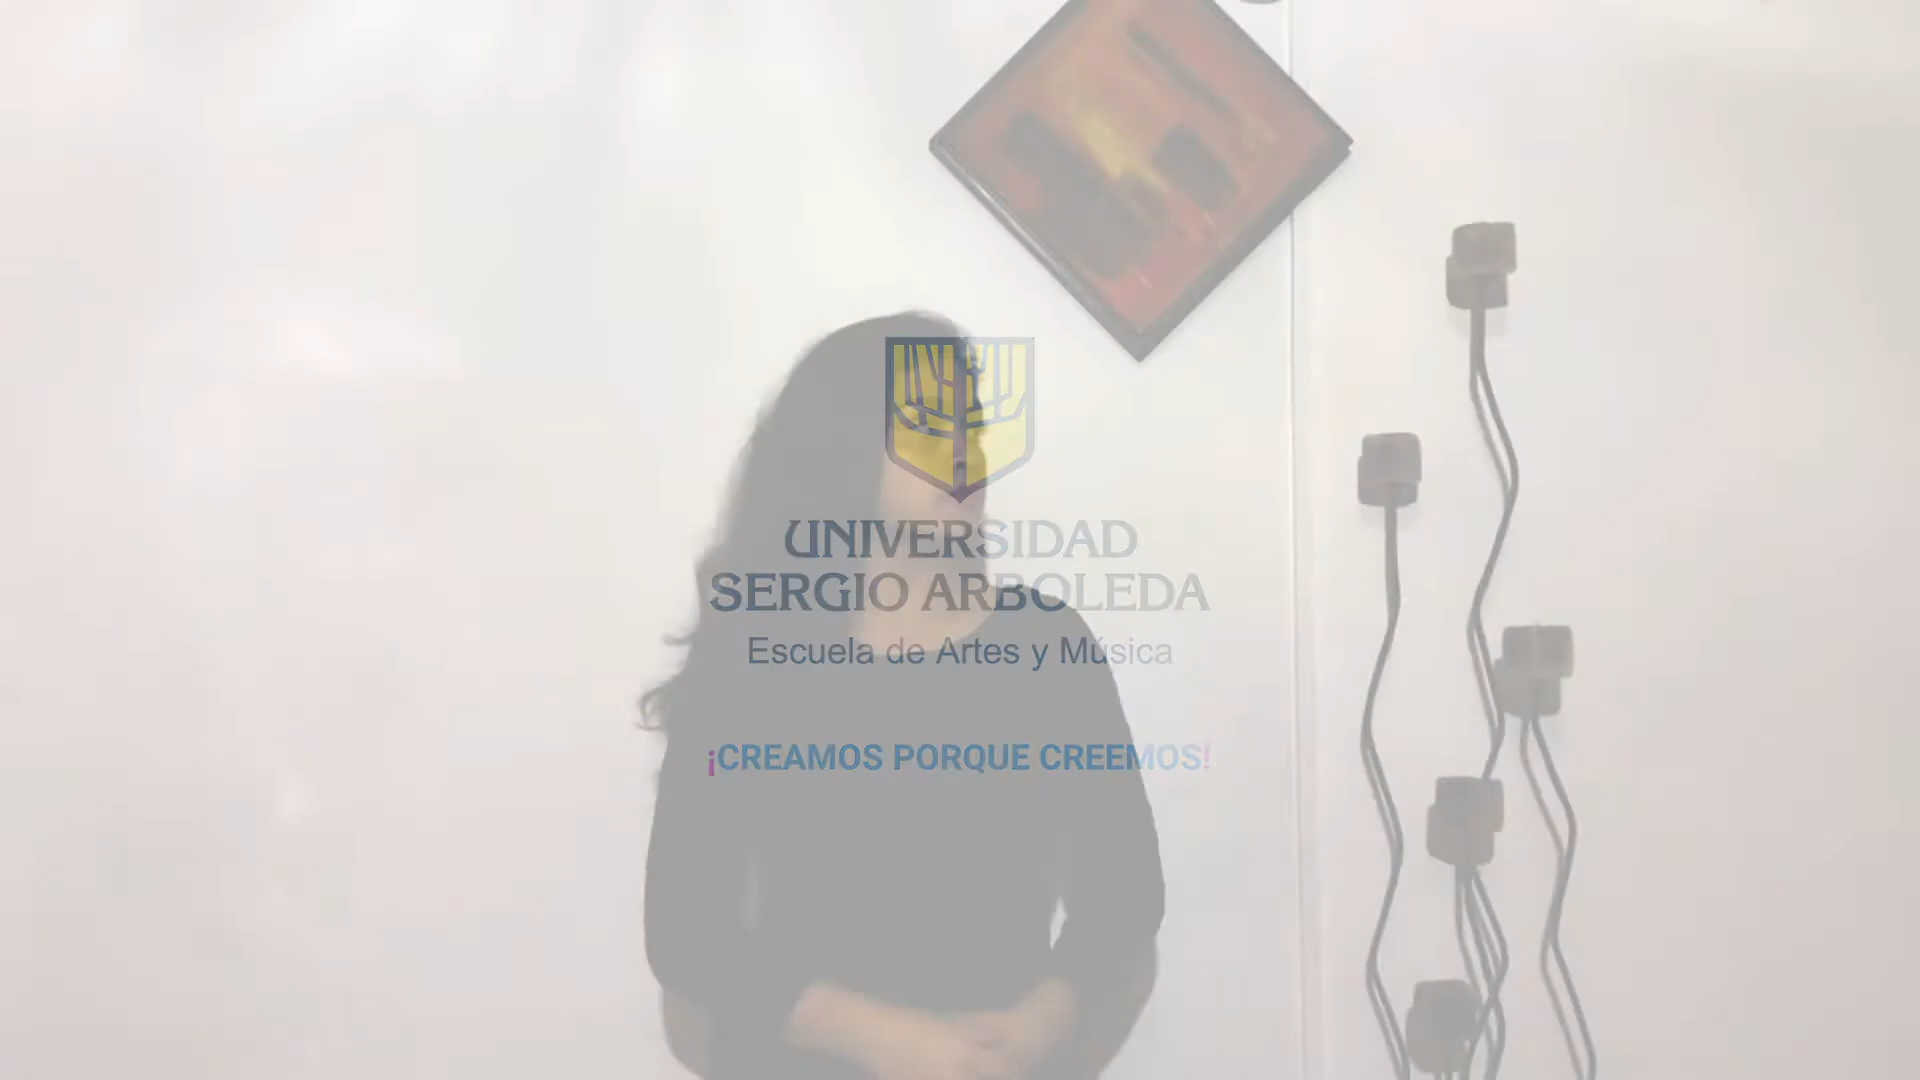 UNIVERSIDAD
SERGIO ARBOLEDA
Escuela de Artes y Música
¡CREAMOS PORQUE CREEMOS!